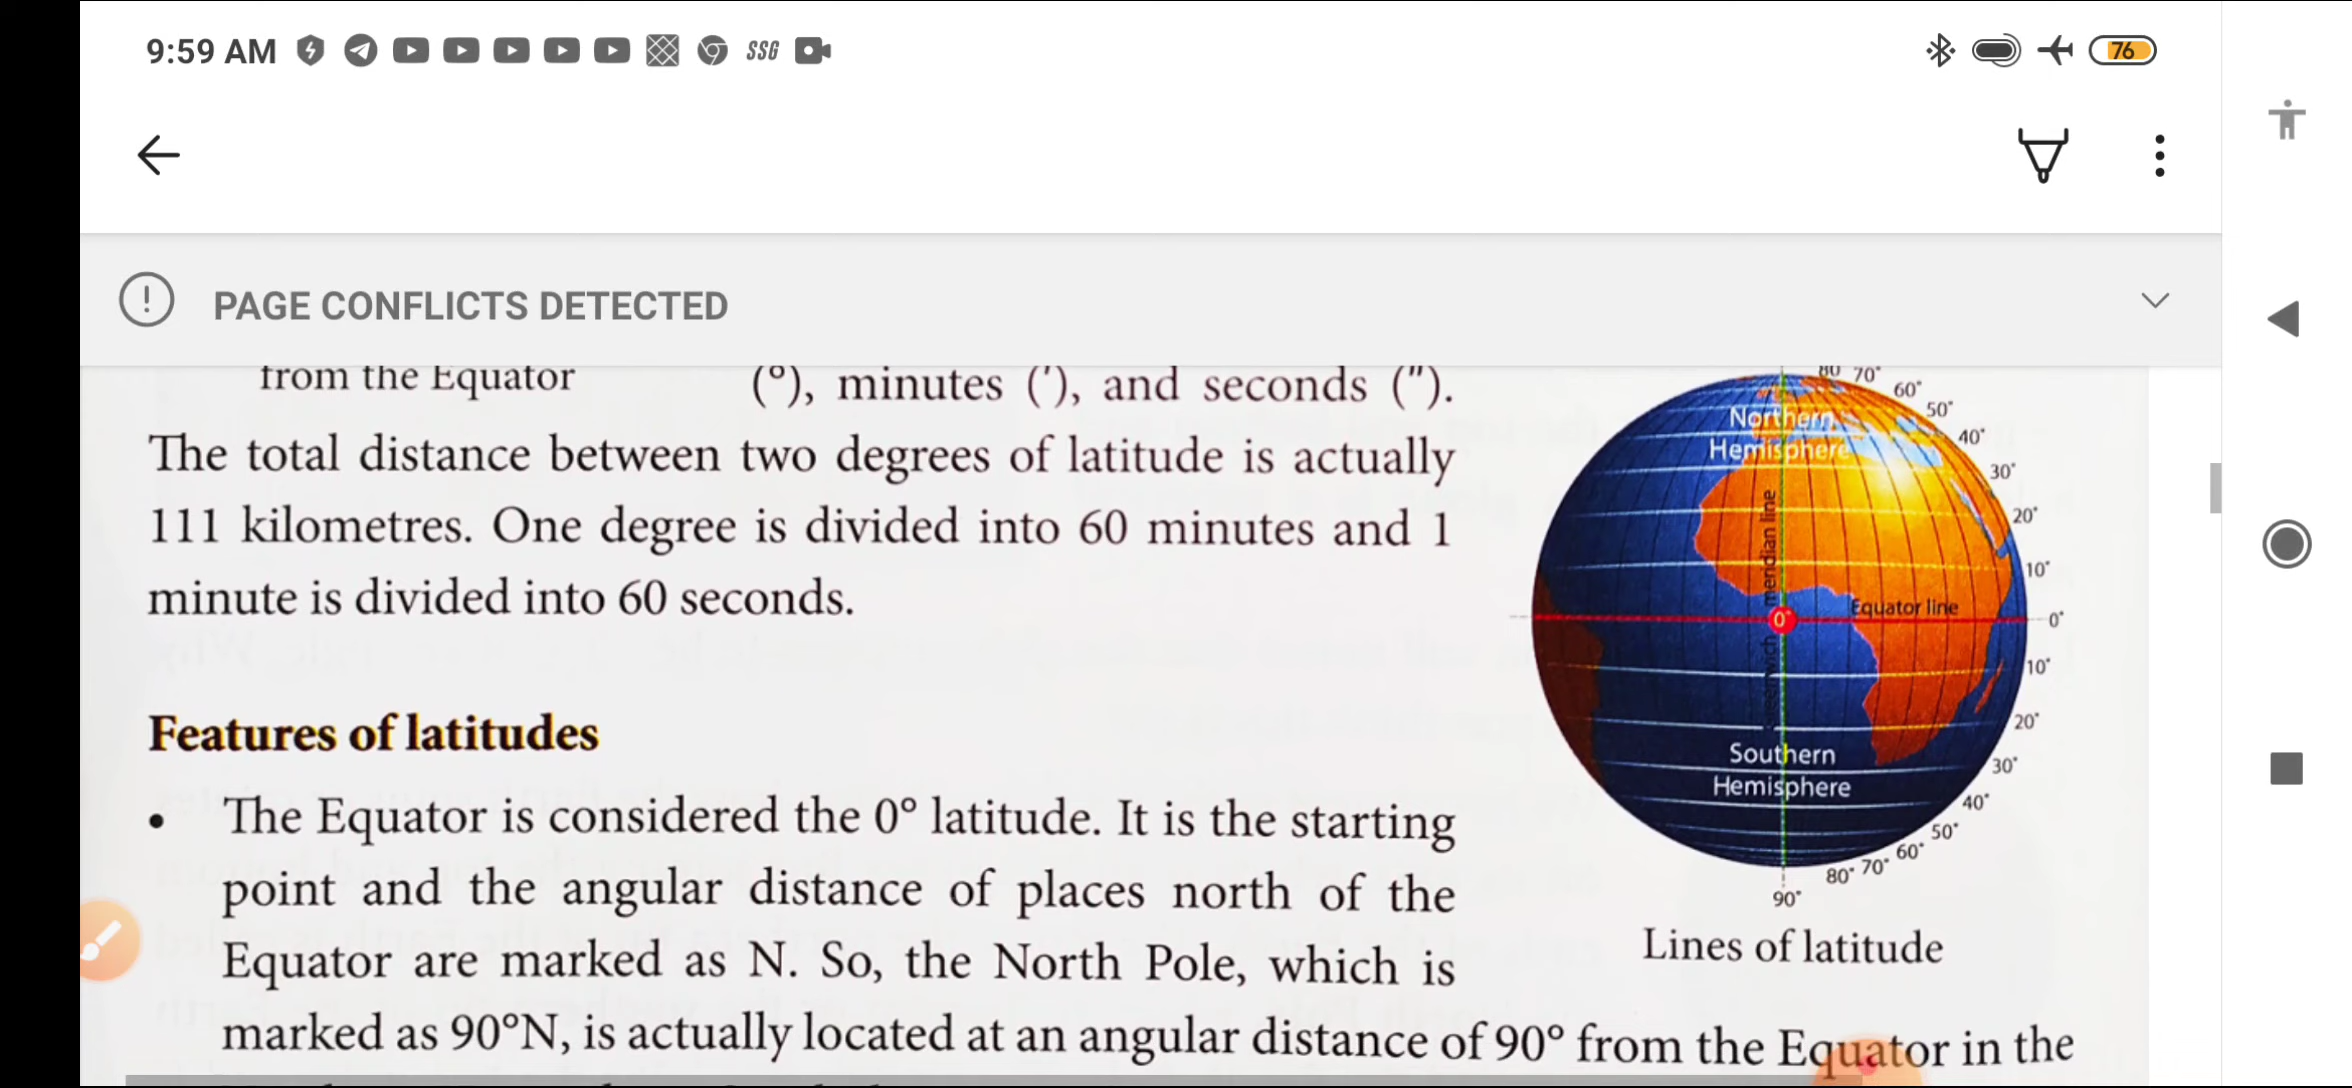 9:59 AM SSG 76
PAGE CONFLICTS DETECTED
from the Equator
(°), minutes ('), and seconds (").
The total distance between two degrees of latitude is actually
111 kilometres. One degree is divided into 60 minutes and 1
minute is divided into 60 seconds.
Features of latitudes
• The Equator is considered the 0° latitude. It is the starting
point and the angular distance of places north of the
Equator are marked as N. So, the North Pole, which is
marked as 90°N, is actually located at an angular distance of 90° from the Equator in the
80 70°
60°
50°
40°
30°
20°
10°
0°
10°
20°
30°
40°
50°
60°
70°
80°
90°
Northern
Hemisphere
meridian line
Equator line
0°
Greenwich
Southern
Hemisphere
Lines of latitude